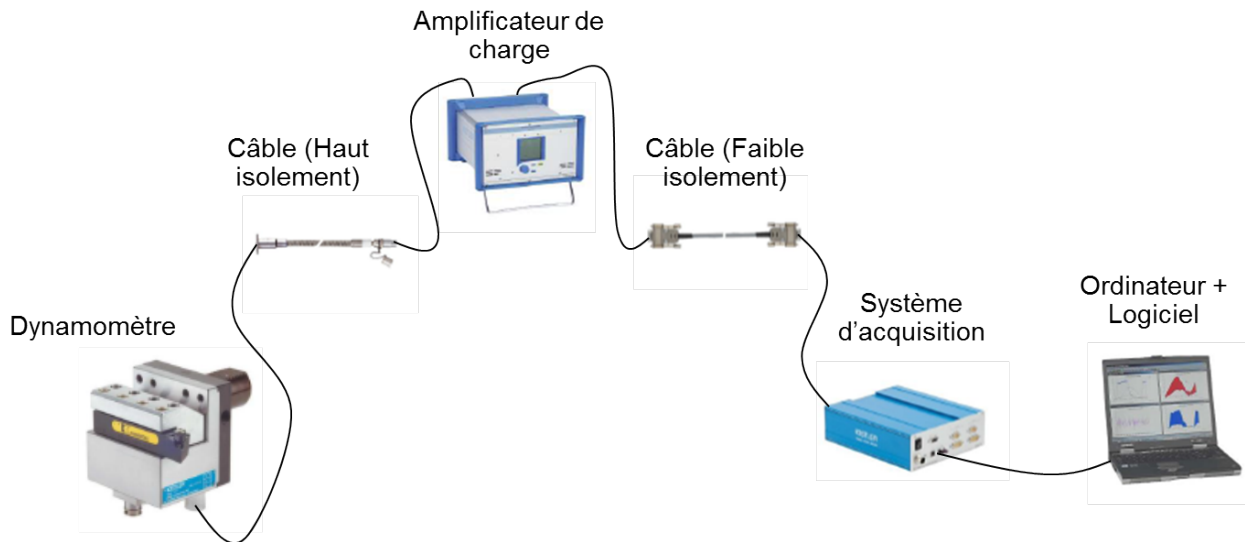 Amplificateur de
charge
Câble (Haut
isolement)
Câble (Faible
isolement)
Dynamomètre
Système
d’acquisition
Ordinateur +
Logiciel